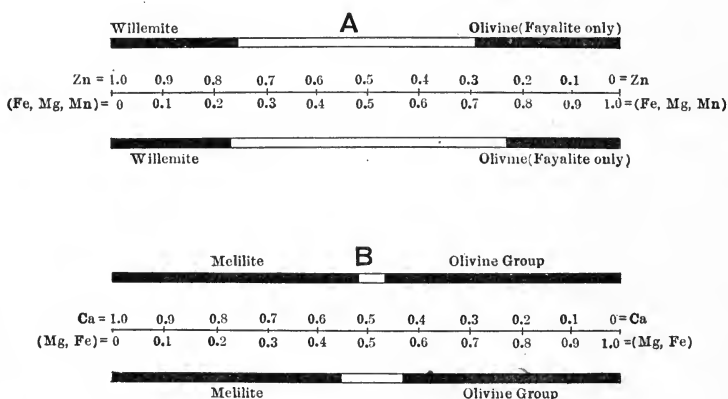 A
Willemite Olivine (Fayalite only)
Zn = 1.0 0.9 0.8 0.7 0.6 0.5 0.4 0.3 0.2 0.1 0 = Zn
(Fe, Mg, Mn)= 0 0.1 0.2 0.3 0.4 0.5 0.6 0.7 0.8 0.9 1.0=(Fe, Mg, Mn)
Willemite Olivine (Fayalite only)
B
Melilite Olivine Group
Ca = 1.0 0.9 0.8 0.7 0.6 0.5 0.4 0.3 0.2 0.1 0=Ca
(Mg, Fe)= 0 0.1 0.2 0.3 0.4 0.5 0.6 0.7 0.8 0.9 1.0 =(Mg, Fe)
Melilite Olivine Group